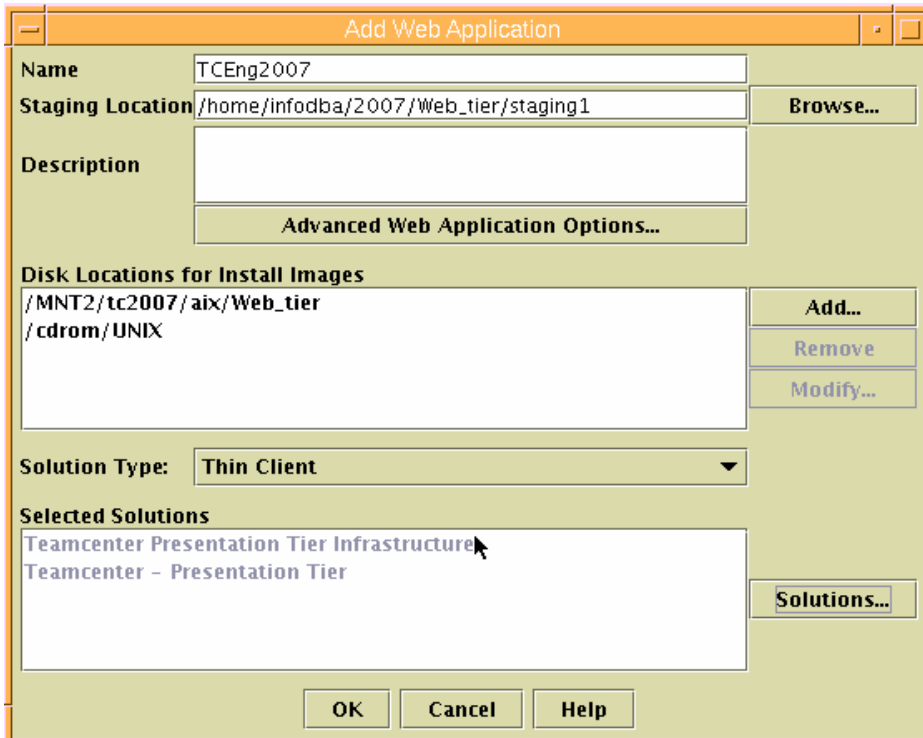 Add Web Application
Name TCEng2007
Staging Location /home/infodba/2007/Web_tier/staging1 Browse...
Description
Advanced Web Application Options...
Disk Locations for Install Images
/MNT2/tc2007/aix/Web_tier Add...
/cdrom/UNIX
Remove
Modify...
Solution Type: Thin Client
Selected Solutions
Teamcenter Presentation Tier Infrastructure
Teamcenter – Presentation Tier
Solutions...
OK Cancel Help